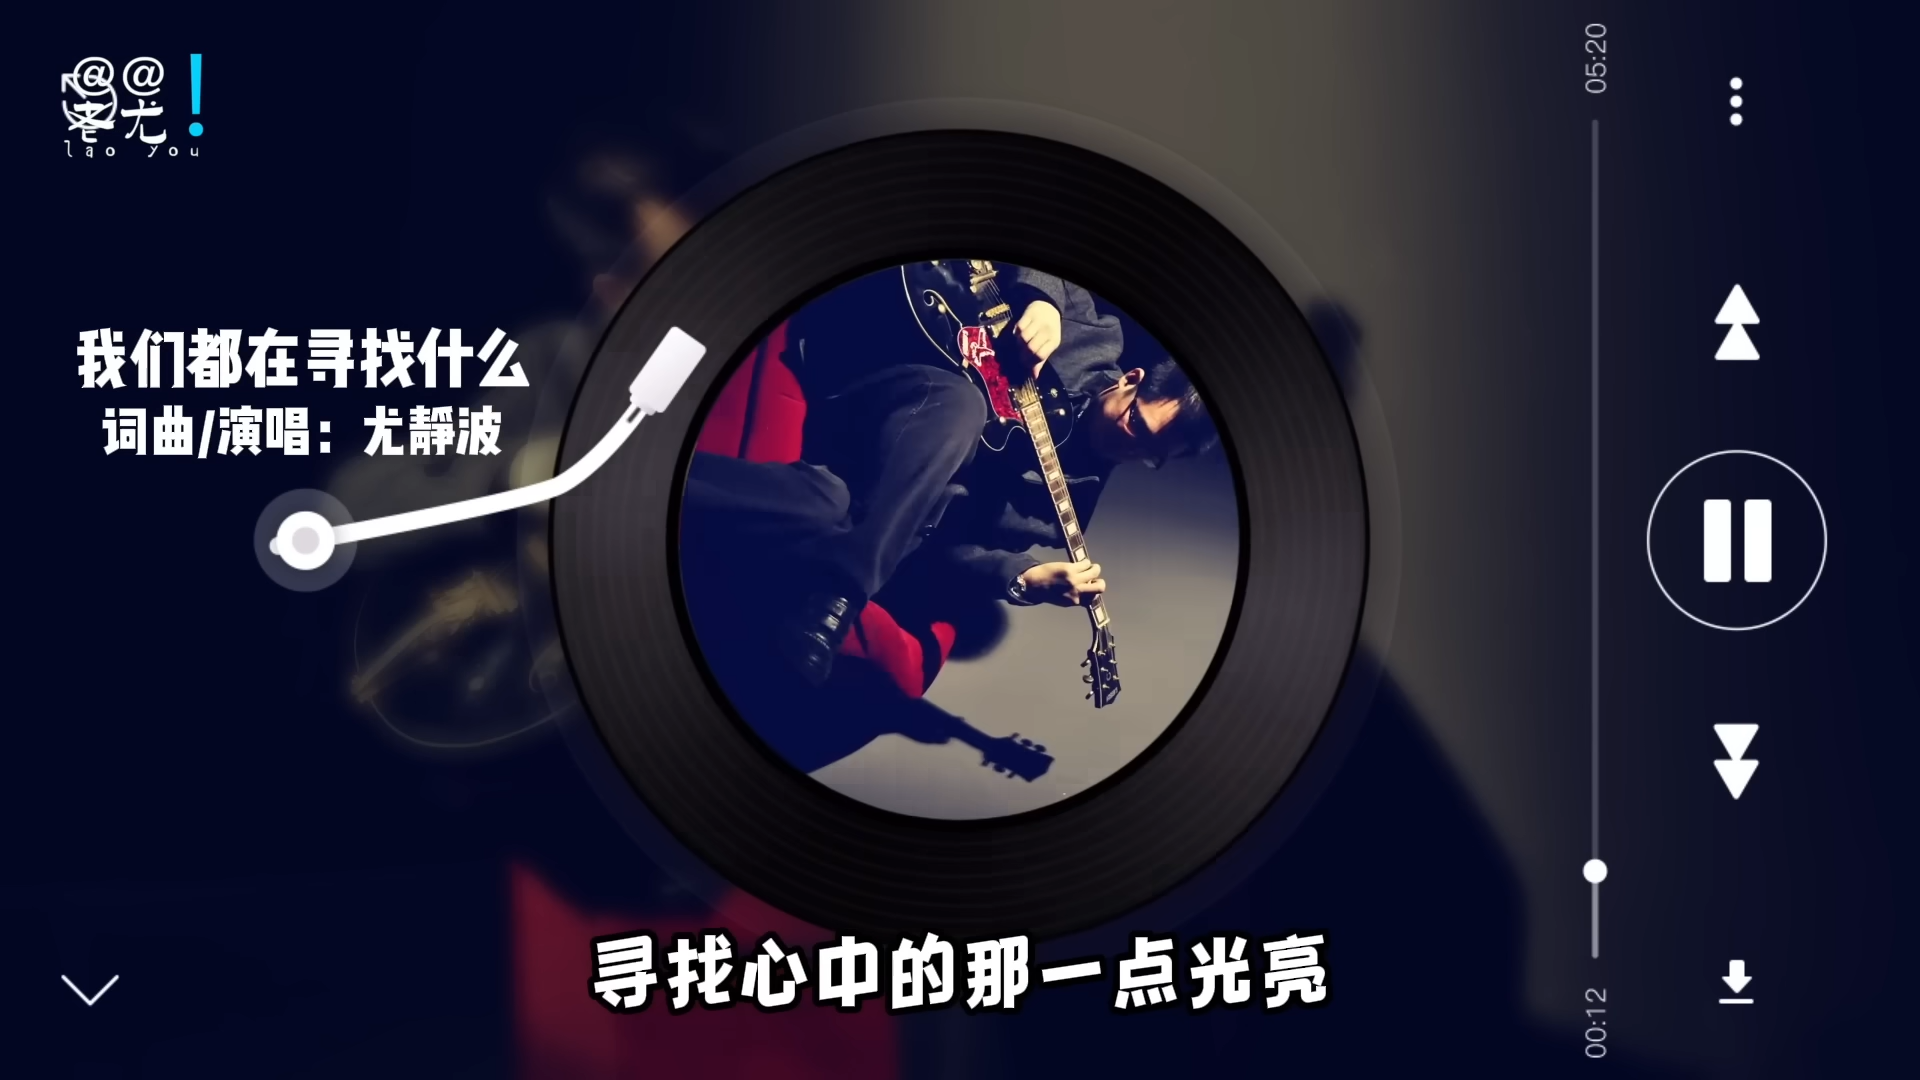 @@
老尤!
lao you
我们都在寻找什么
词曲/演唱：尤靜波
05:20
00:12
寻找心中的那一点光亮